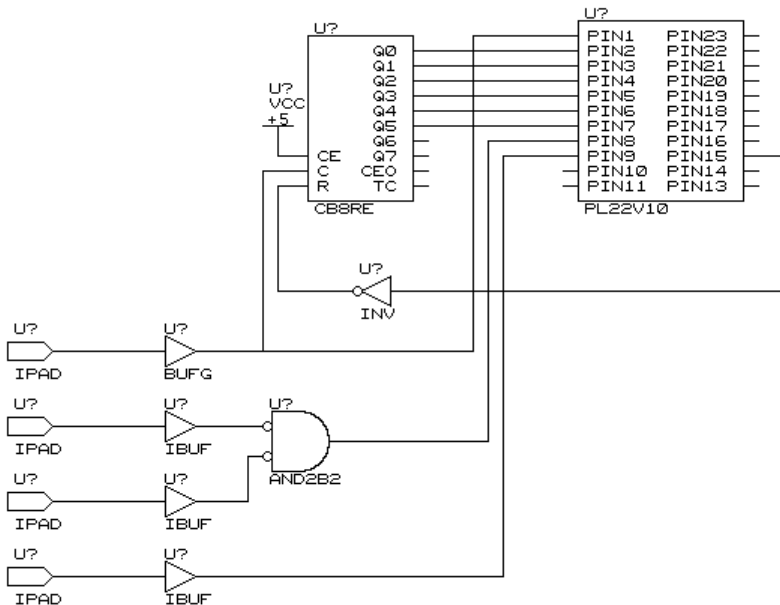 U?
U?
Q0
Q1
Q2
Q3
Q4
Q5
Q6
Q7
CEO
TC
CE
C
R
CB8RE
U?
VCC
+5
PIN1 PIN23
PIN2 PIN22
PIN3 PIN21
PIN4 PIN20
PIN5 PIN19
PIN6 PIN18
PIN7 PIN17
PIN8 PIN16
PIN9 PIN15
PIN10 PIN14
PIN11 PIN13
PL22V10
U?
INV
U? U?
IPAD BUFG
U? U? U?
IPAD IBUF
AND2B2
U? U?
IPAD IBUF
U? U?
IPAD IBUF